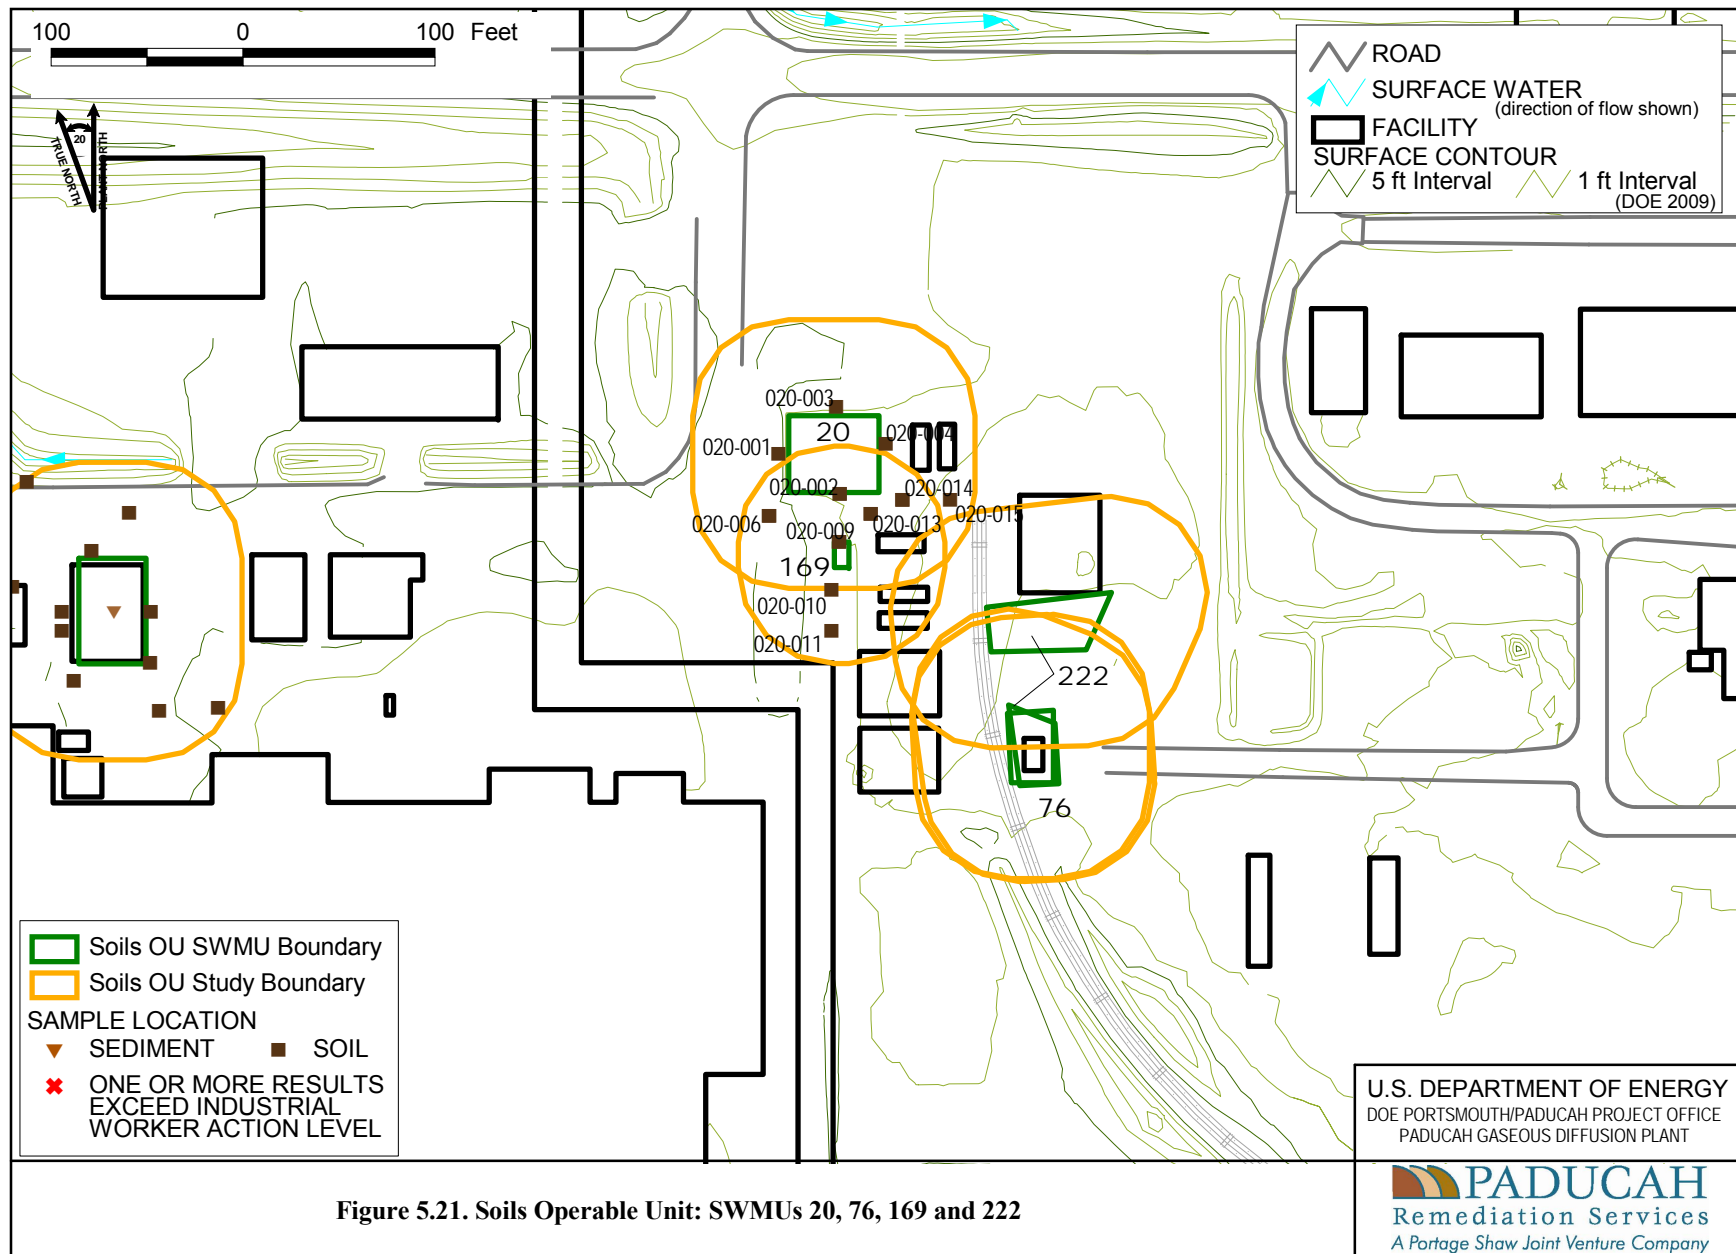 100 0 100 Feet
20
TRUE NORTH
PLANT NORTH
ROAD
SURFACE WATER
(direction of flow shown)
FACILITY
SURFACE CONTOUR
5 ft Interval 1 ft Interval
(DOE 2009)
020-003
20
020-004
020-001
020-002
020-014
020-006
020-009
020-013
020-015
169
020-010
020-011
222
76
Soils OU SWMU Boundary
Soils OU Study Boundary
SAMPLE LOCATION
SEDIMENT SOIL
ONE OR MORE RESULTS
EXCEED INDUSTRIAL
WORKER ACTION LEVEL
U.S. DEPARTMENT OF ENERGY
DOE PORTSMOUTH/PADUCAH PROJECT OFFICE
PADUCAH GASEOUS DIFFUSION PLANT
Figure 5.21. Soils Operable Unit: SWMUs 20, 76, 169 and 222
PADUCAH
Remediation Services
A Portage Shaw Joint Venture Company